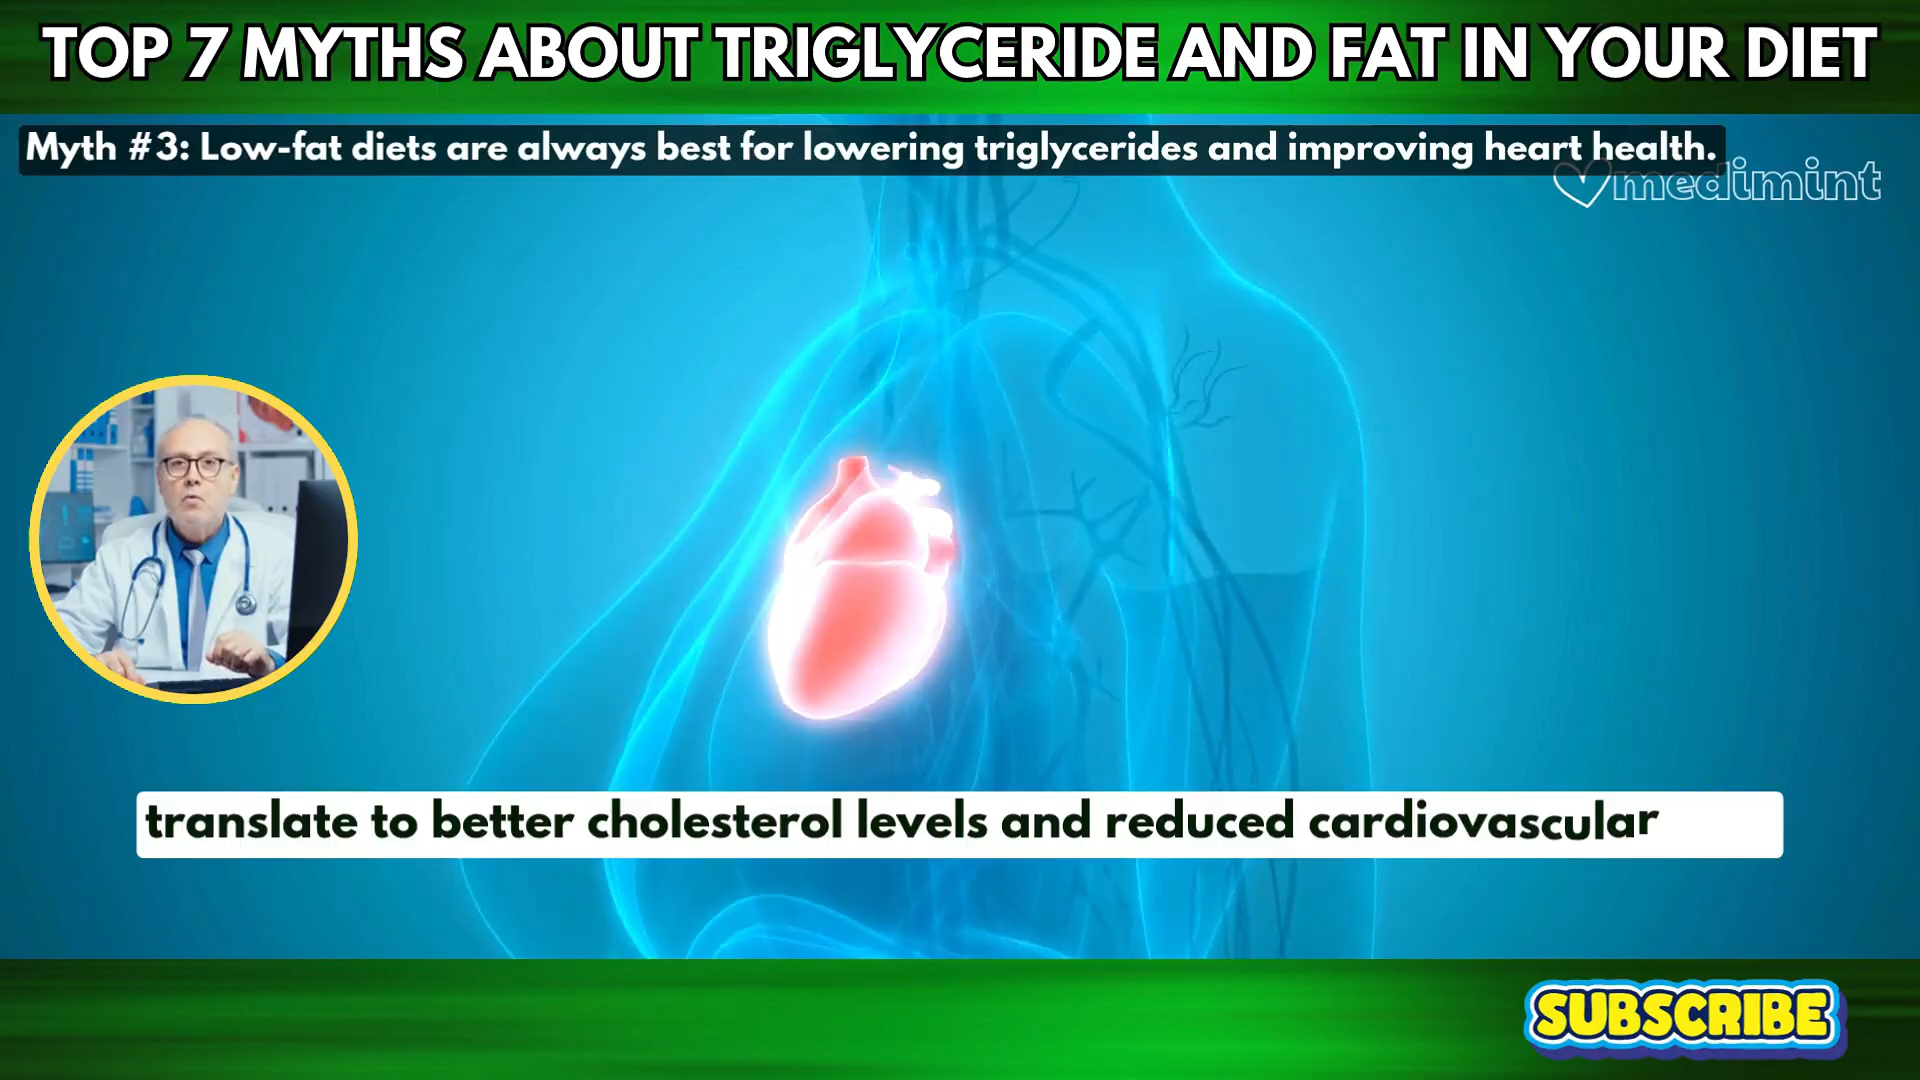 TOP 7 MYTHS ABOUT TRIGLYCERIDE AND FAT IN YOUR DIET
Myth #3: Low-fat diets are always best for lowering triglycerides and improving heart health.
medimint
translate to better cholesterol levels and reduced cardiovascular
SUBSCRIBE